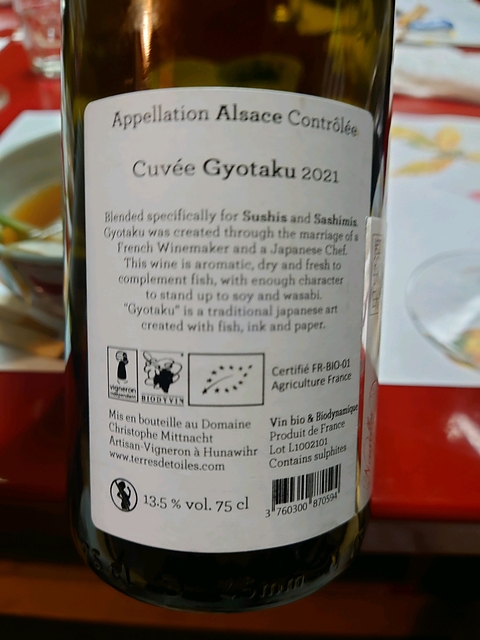 Appellation Alsace Contrôlée
Cuvée Gyotaku 2021
Blended specifically for Sushis and Sashimis.
Gyotaku was created through the marriage of a
French Winemaker and a Japanese Chef.
This wine is aromatic, dry and fresh to
complement fish, with enough character
to stand up to soy and wasabi.
"Gyotaku" is a traditional japanese art
created with fish, ink and paper.
vigneron
indépendant
BIODYVIN
Certifié FR-BIO-01
Agriculture France
Mis en bouteille au Domaine
Christophe Mittnacht
Artisan-Vigneron à Hunawihr
www.terresdetoiles.com
Vin bio & Biodynamique
Produit de France
Lot L1002101
Contains sulphites
13.5 % vol. 75 cl
3 760300 870594